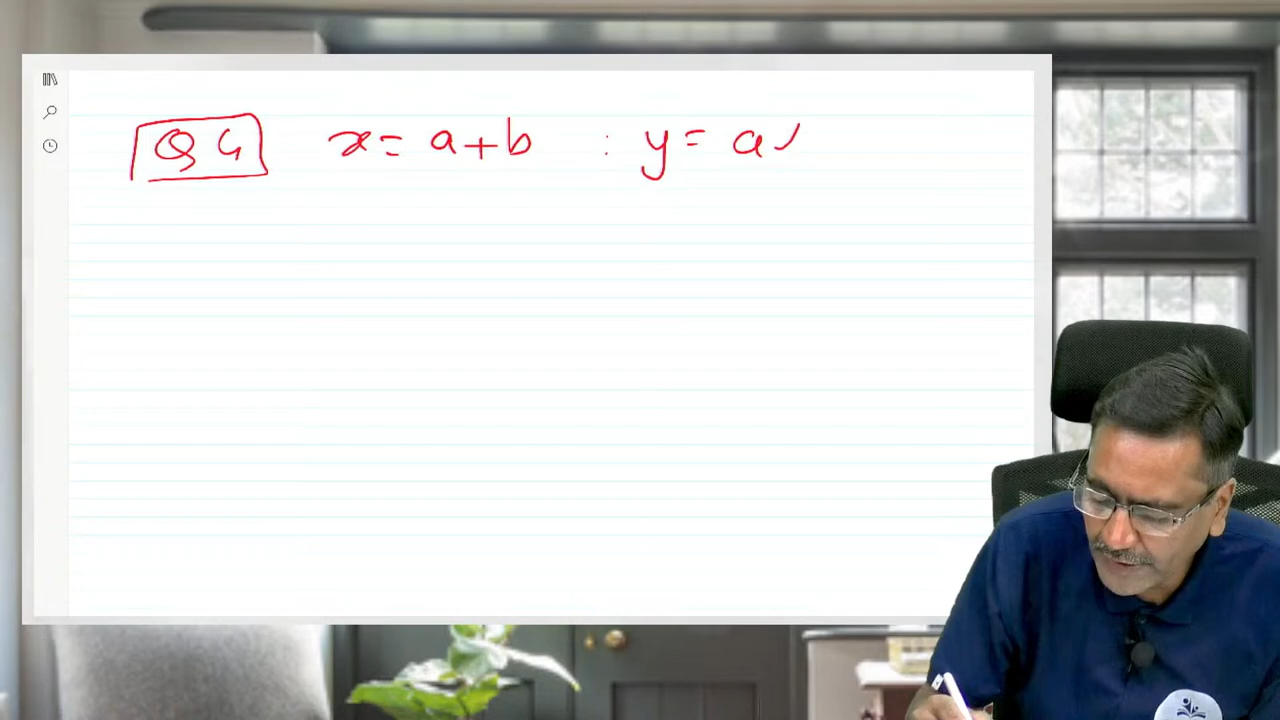 Q4 x = a+b : y = a